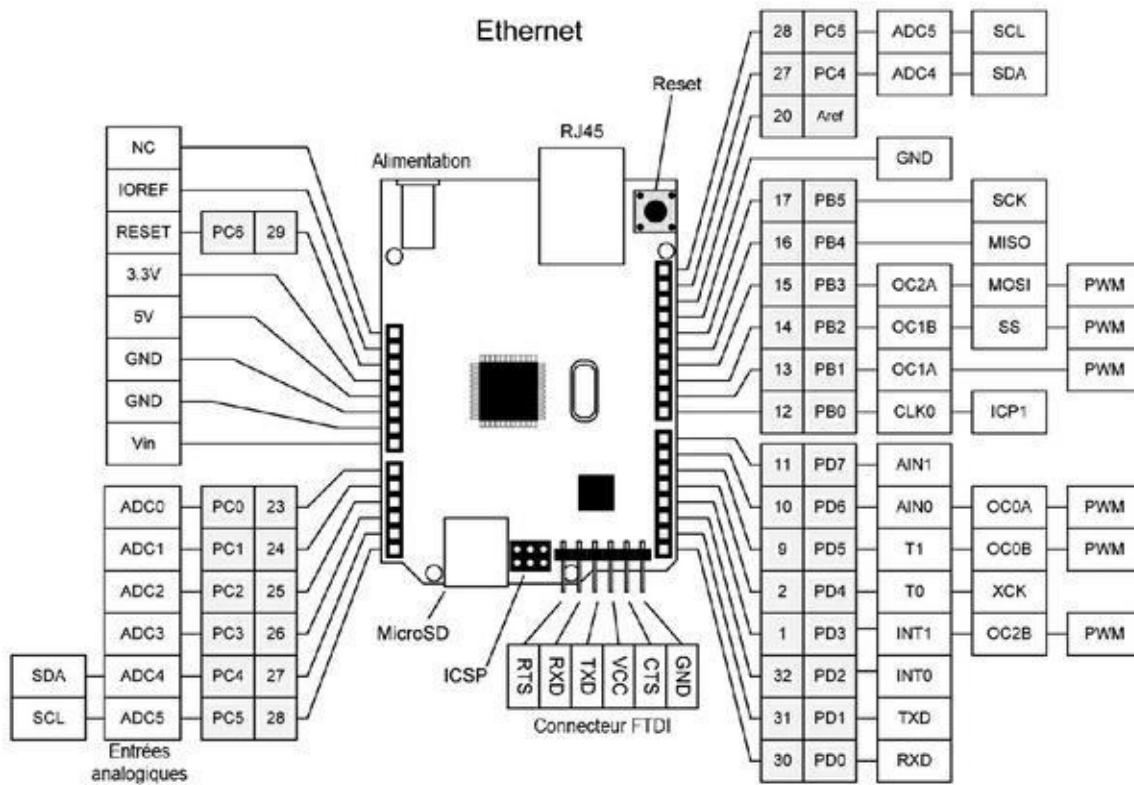 Ethernet
28 PC5 ADC5 SCL
27 PC4 ADC4 SDA
20 Aref
GND
17 PB5 SCK
16 PB4 MISO
15 PB3 OC2A MOSI PWM
14 PB2 OC1B SS PWM
13 PB1 OC1A PWM
12 PB0 CLK0 ICP1
11 PD7 AIN1
10 PD6 AIN0 OC0A PWM
9 PD5 T1 OC0B PWM
2 PD4 T0 XCK
1 PD3 INT1 OC2B PWM
32 PD2 INT0
31 PD1 TXD
30 PD0 RXD
Reset
RJ45
Alimentation
NC
IOREF
RESET PC6 29
3.3V
5V
GND
GND
Vin
ADC0 PC0 23
ADC1 PC1 24
ADC2 PC2 25
ADC3 PC3 26
SDA ADC4 PC4 27
SCL ADC5 PC5 28
Entrées
analogiques
MicroSD
ICSP
RTS
RXD
TXD
VCC
CTS
GND
Connecteur FTDI